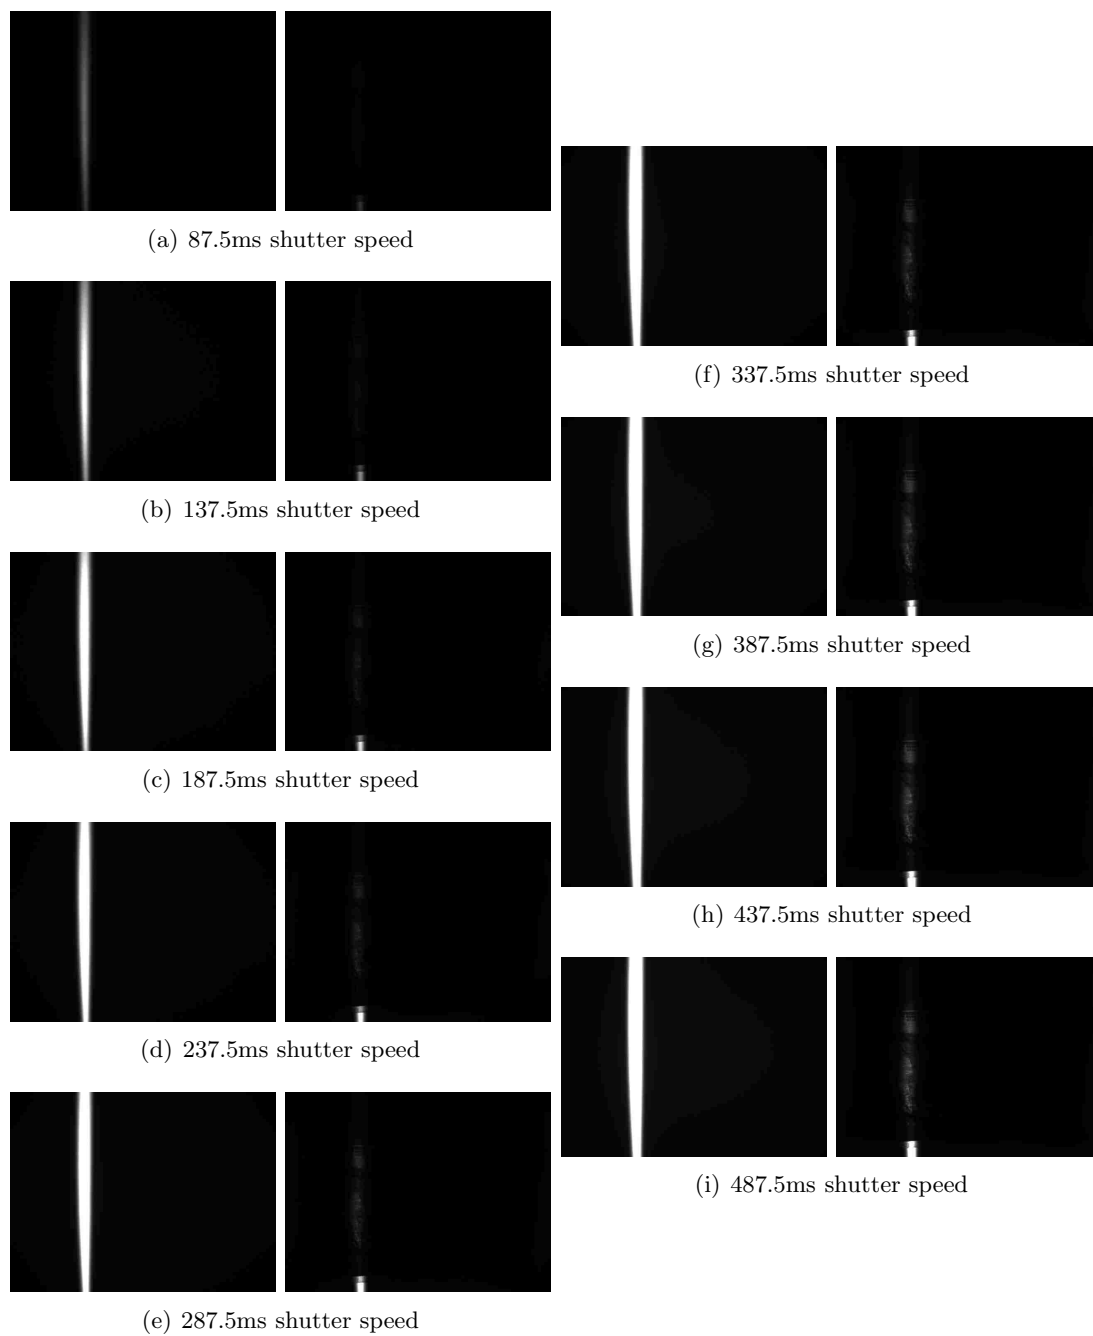 (a) 87.5ms shutter speed
(b) 137.5ms shutter speed
(c) 187.5ms shutter speed
(d) 237.5ms shutter speed
(e) 287.5ms shutter speed
(f) 337.5ms shutter speed
(g) 387.5ms shutter speed
(h) 437.5ms shutter speed
(i) 487.5ms shutter speed